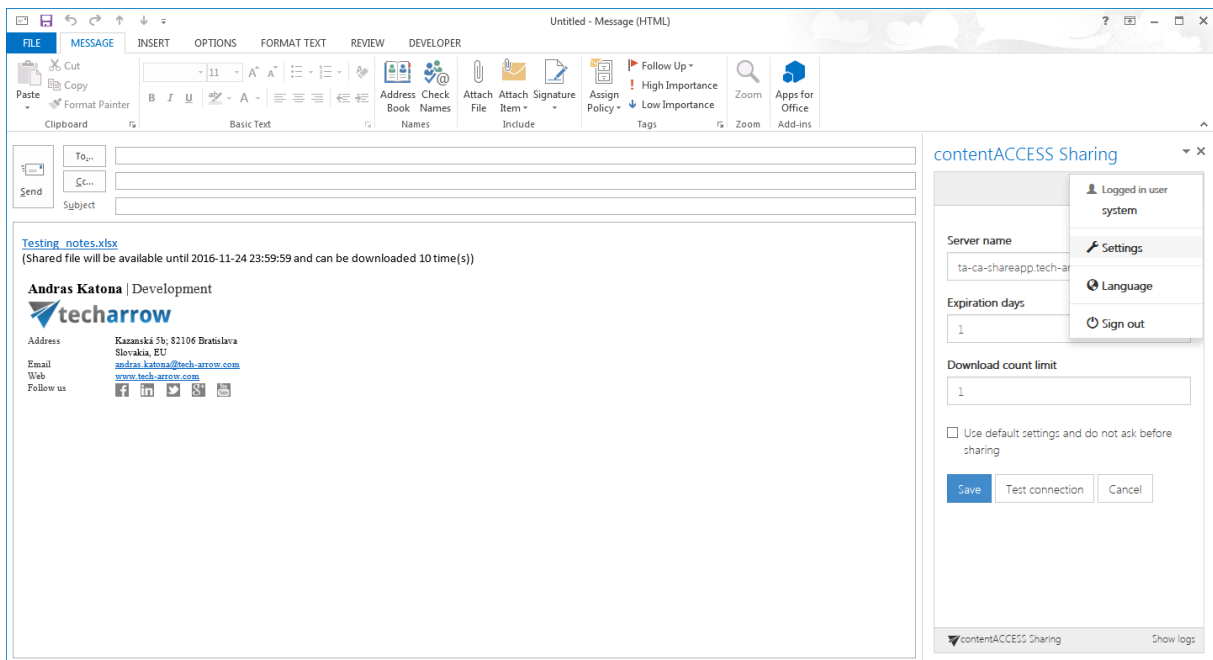 Untitled - Message (HTML)
FILE MESSAGE INSERT OPTIONS FORMAT TEXT REVIEW DEVELOPER
Paste
Cut
Copy
Format Painter
Clipboard
11
B I U
Basic Text
Address Book
Check Names
Names
Attach File
Attach Item
Signature
Include
Assign Policy
Follow Up
High Importance
Low Importance
Tags
Zoom
Zoom
Apps for Office
Add-ins
Send
To...
Cc...
Subject
Testing_notes.xlsx
(Shared file will be available until 2016-11-24 23:59:59 and can be downloaded 10 time(s))
Andras Katona | Development
techarrow
Address Kazanská 5b; 82106 Bratislava
Slovakia, EU
Email andras.katona@tech-arrow.com
Web www.tech-arrow.com
Follow us
contentACCESS Sharing
Logged in user
system
Settings
Language
Sign out
Server name
ta-ca-shareapp.tech-ar
Expiration days
1
Download count limit
1
Use default settings and do not ask before
sharing
Save Test connection Cancel
contentACCESS Sharing Show logs